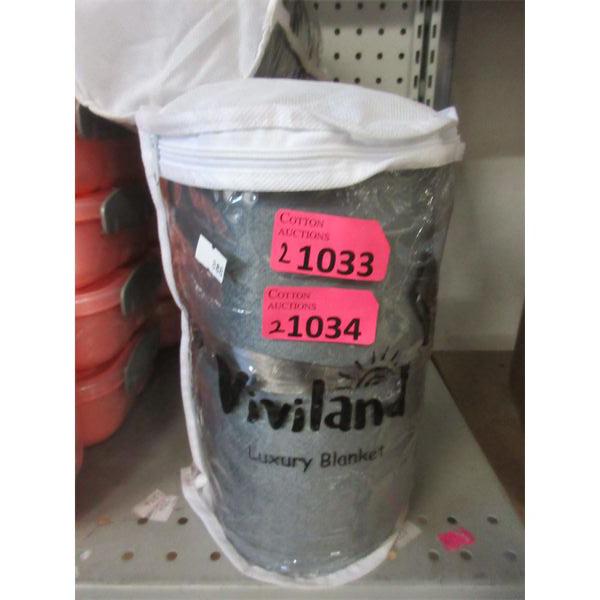 COTTON
AUCTIONS
2 1033
COTTON
AUCTIONS
2 1034
Viviland
Luxury Blanket